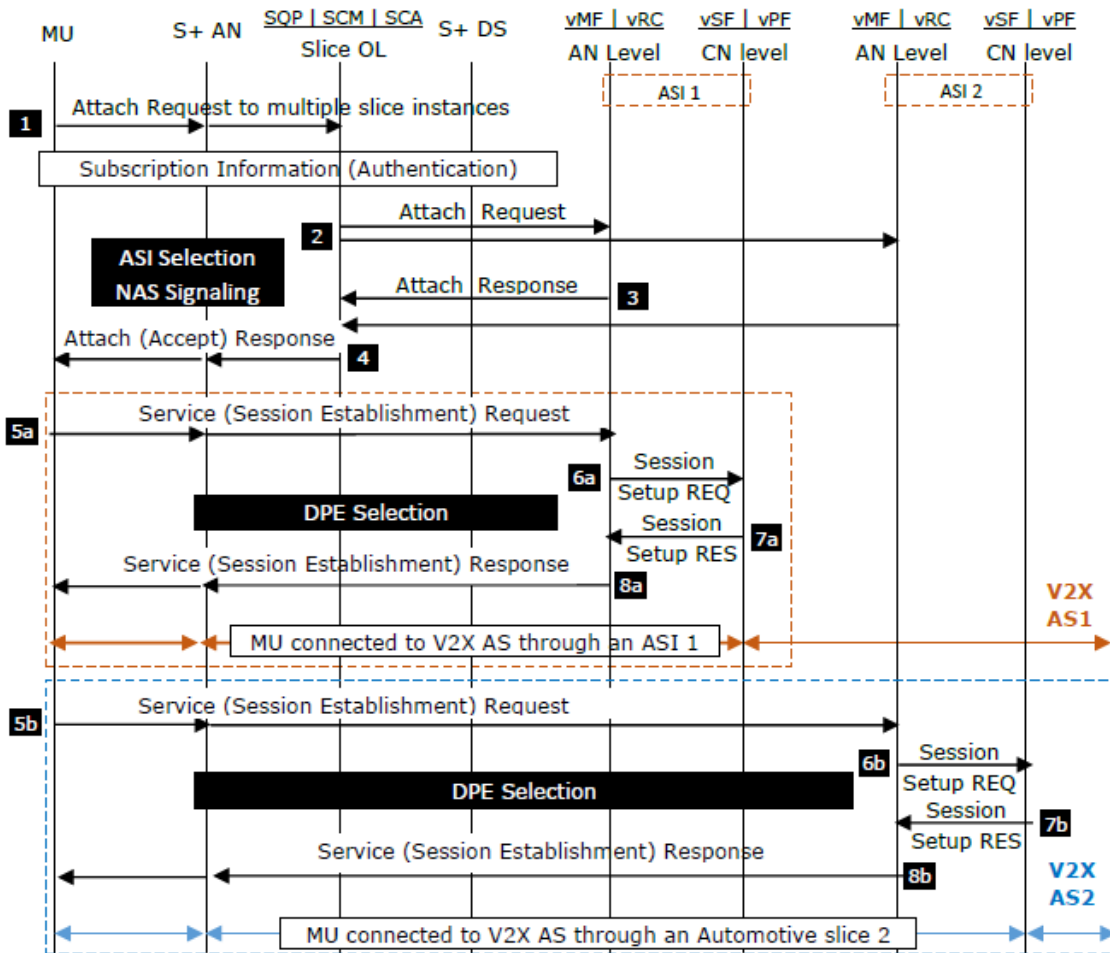 SQP | SCM | SCA
vMF | vRC
vSF | vPF
vMF | vRC
vSF | vPF
MU
S+ AN
Slice OL
S+ DS
AN Level
CN level
AN Level
CN level
ASI 1
ASI 2
Attach Request to multiple slice instances
1
Subscription Information (Authentication)
Attach Request
2
ASI Selection
NAS Signaling
Attach Response
3
Attach (Accept) Response
4
Service (Session Establishment) Request
5a
Session
6a
Setup REQ
DPE Selection
Session
7a
Setup RES
Service (Session Establishment) Response
8a
V2X
AS1
MU connected to V2X AS through an ASI 1
Service (Session Establishment) Request
5b
Session
6b
Setup REQ
DPE Selection
Session
7b
Setup RES
Service (Session Establishment) Response
8b
V2X
AS2
MU connected to V2X AS through an Automotive slice 2